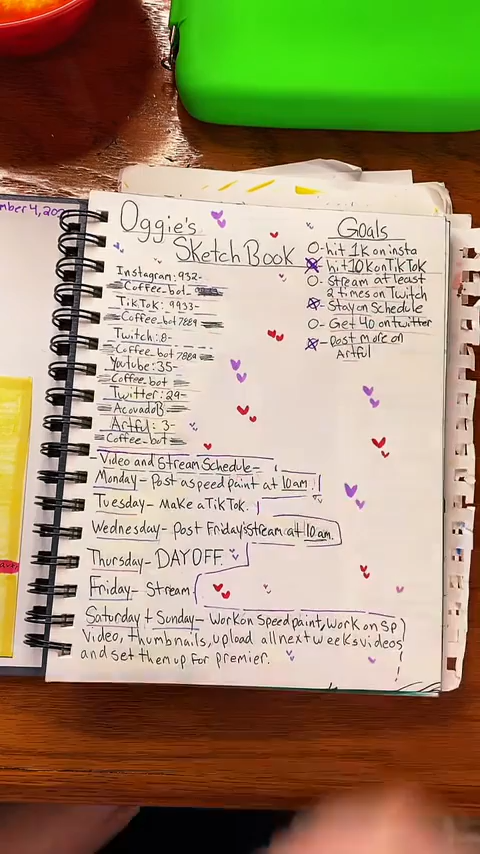 mber 4, 20
Oggie's
Sketch Book
Instagram: 932-
Coffee_bot_
TikTok: 9933-
Coffee_bot7889
Twitch: 8-
Coffee_bot 7889
Youtube: 35-
Coffee_bot
Twitter: 29-
AcovadoB
Artful: 3-
Coffee-bot
Goals
O-hit 1K on insta
hit 10K on TikTok
O-Stream at least
2 times on Twitch
-Stay on Schedule
O- Get 40 on twitter
-Post more on
Artful
Video and Stream Schedule-
Monday- Post a speed paint at 10am.
Tuesday- Make a TikTok.
Wednesday- Post Friday's stream at 10am.
Thursday- DAY OFF.
Friday- Stream
Saturday + Sunday- Work on Speed paint, work on sp
video, thumbnails, upload all next weeks videos
and set them up for premier.